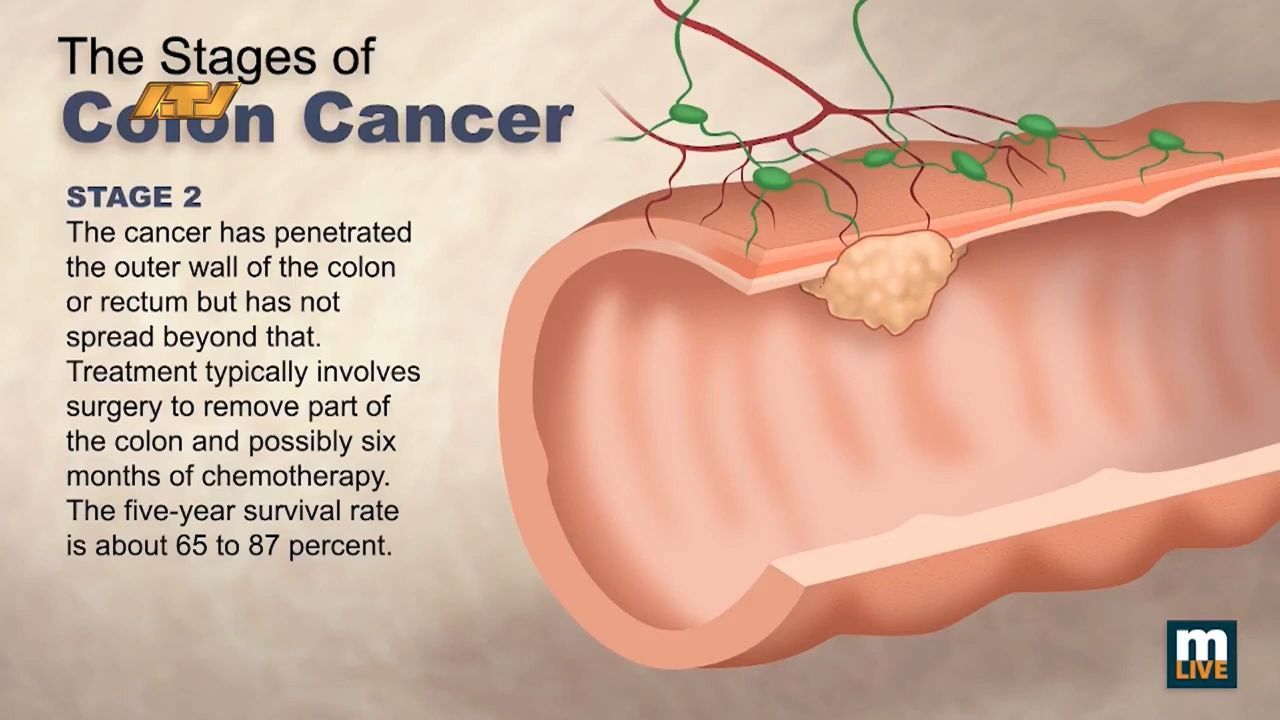 The Stages of
Colon Cancer
ITV
STAGE 2
The cancer has penetrated
the outer wall of the colon
or rectum but has not
spread beyond that.
Treatment typically involves
surgery to remove part of
the colon and possibly six
months of chemotherapy.
The five-year survival rate
is about 65 to 87 percent.
m
LIVE